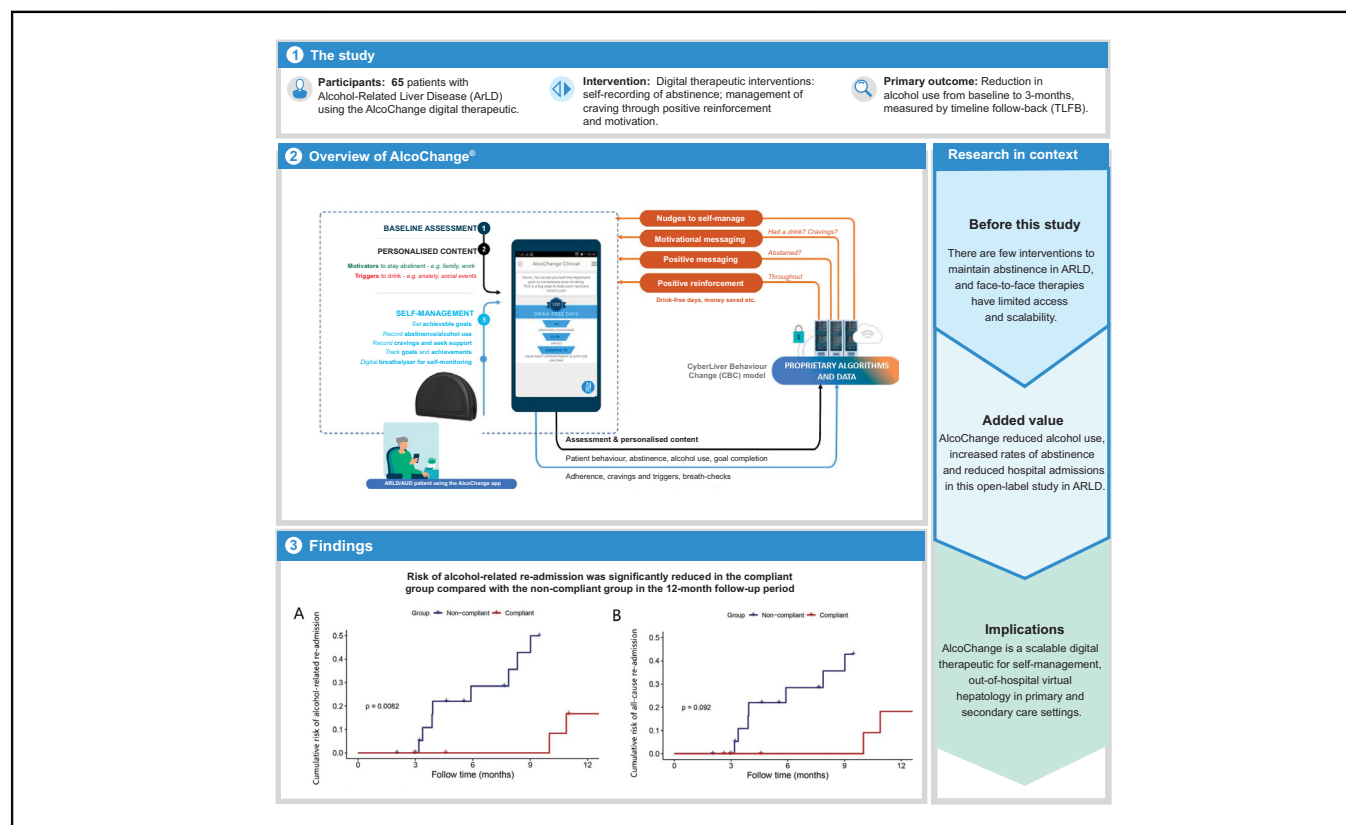 1 The study
Participants: 65 patients with
Alcohol-Related Liver Disease (ArLD)
using the AlcoChange digital therapeutic.
Intervention: Digital therapeutic interventions:
self-recording of abstinence; management of
craving through positive reinforcement
and motivation.
Primary outcome: Reduction in
alcohol use from baseline to 3-months,
measured by timeline follow-back (TLFB).
2 Overview of AlcoChange®
BASELINE ASSESSMENT 1
PERSONALISED CONTENT 2
Motivators to stay abstinent - e.g. family, work
Triggers to drink - e.g. anxiety, social events
SELF-MANAGEMENT 3
Set achievable goals
Record abstinence/alcohol use
Record cravings and seek support
Track goals and achievements
Digital breathalyser for self-monitoring
ARLD/AUD patient using the AlcoChange app
AlcoChange Clinical
100
DRINK FREE DAYS
Nudges to self-manage
Motivational messaging
Had a drink? Cravings?
Positive messaging
Abstained?
Positive reinforcement
Throughout
Drink-free days, money saved etc.
CyberLiver Behaviour
Change (CBC) model
PROPRIETARY ALGORITHMS
AND DATA
Assessment & personalised content
Patient behaviour, abstinence, alcohol use, goal completion
Adherence, cravings and triggers, breath-checks
Research in context
Before this study
There are few interventions to
maintain abstinence in ARLD,
and face-to-face therapies
have limited access
and scalability.
Added value
AlcoChange reduced alcohol use,
increased rates of abstinence
and reduced hospital admissions
in this open-label study in ARLD.
Implications
AlcoChange is a scalable digital
therapeutic for self-management,
out-of-hospital virtual
hepatology in primary and
secondary care settings.
3 Findings
Risk of alcohol-related re-admission was significantly reduced in the compliant
group compared with the non-compliant group in the 12-month follow-up period
A
Group Non-compliant Compliant
Cumulative risk of alcohol-related re-admission
0.5
0.4
0.3
0.2
0.1
0.0
p = 0.0082
0 3 6 9 12
Follow time (months)
B
Group Non-compliant Compliant
Cumulative risk of all-cause re-admission
0.5
0.4
0.3
0.2
0.1
0.0
p = 0.092
0 3 6 9 12
Follow time (months)